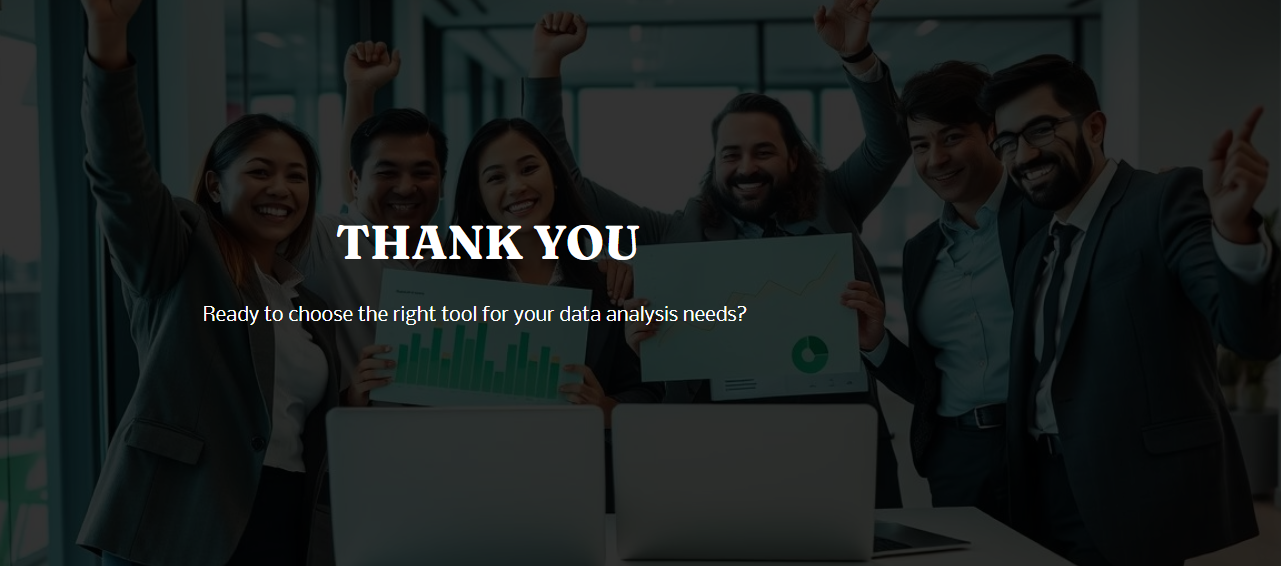 THANK YOU
Ready to choose the right tool for your data analysis needs?